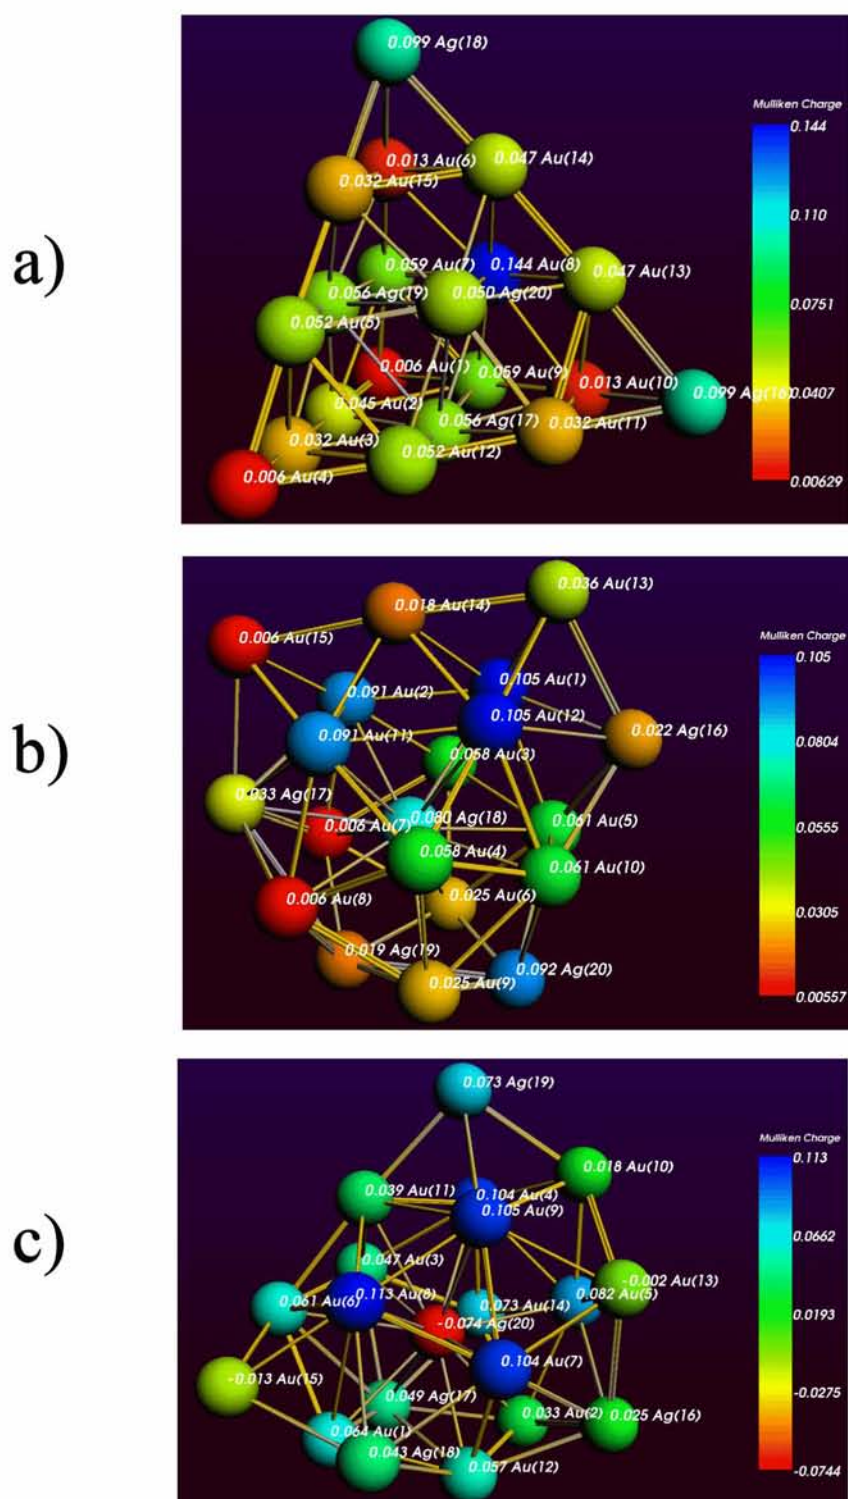 a)
0.099 Ag(18)
Mulliken Charge
0.144
0.013 Au(6)
0.047 Au(14)
0.032 Au(15)
0.110
0.059 Au(7)
0.144 Au(8)
0.047 Au(13)
0.056 Ag(19)
0.050 Ag(20)
0.0751
0.052 Au(5)
0.006 Au(1)
0.059 Au(9)
0.013 Au(10)
0.045 Au(2)
0.099 Ag(16)
0.0407
0.056 Ag(17)
0.032 Au(11)
0.032 Au(3)
0.052 Au(12)
0.006 Au(4)
0.00629
b)
0.036 Au(13)
0.018 Au(14)
0.006 Au(15)
Mulliken Charge
0.105
0.105 Au(1)
0.091 Au(2)
0.105 Au(12)
0.022 Ag(16)
0.091 Au(11)
0.0804
0.058 Au(3)
0.033 Ag(17)
0.080 Ag(18)
0.061 Au(5)
0.006 Au(7)
0.0555
0.058 Au(4)
0.061 Au(10)
0.025 Au(6)
0.006 Au(8)
0.0305
0.019 Ag(19)
0.092 Ag(20)
0.025 Au(9)
0.00557
c)
0.073 Ag(19)
Mulliken Charge
0.113
0.018 Au(10)
0.039 Au(11)
0.104 Au(4)
0.105 Au(9)
0.0662
0.047 Au(3)
-0.002 Au(13)
0.113 Au(8)
0.082 Au(5)
0.061 Au(6)
0.073 Au(14)
-0.074 Ag(20)
0.0193
0.104 Au(7)
-0.013 Au(15)
0.049 Ag(17)
-0.0275
0.033 Au(2)
0.025 Ag(16)
0.064 Au(1)
0.043 Ag(18)
0.057 Au(12)
-0.0744